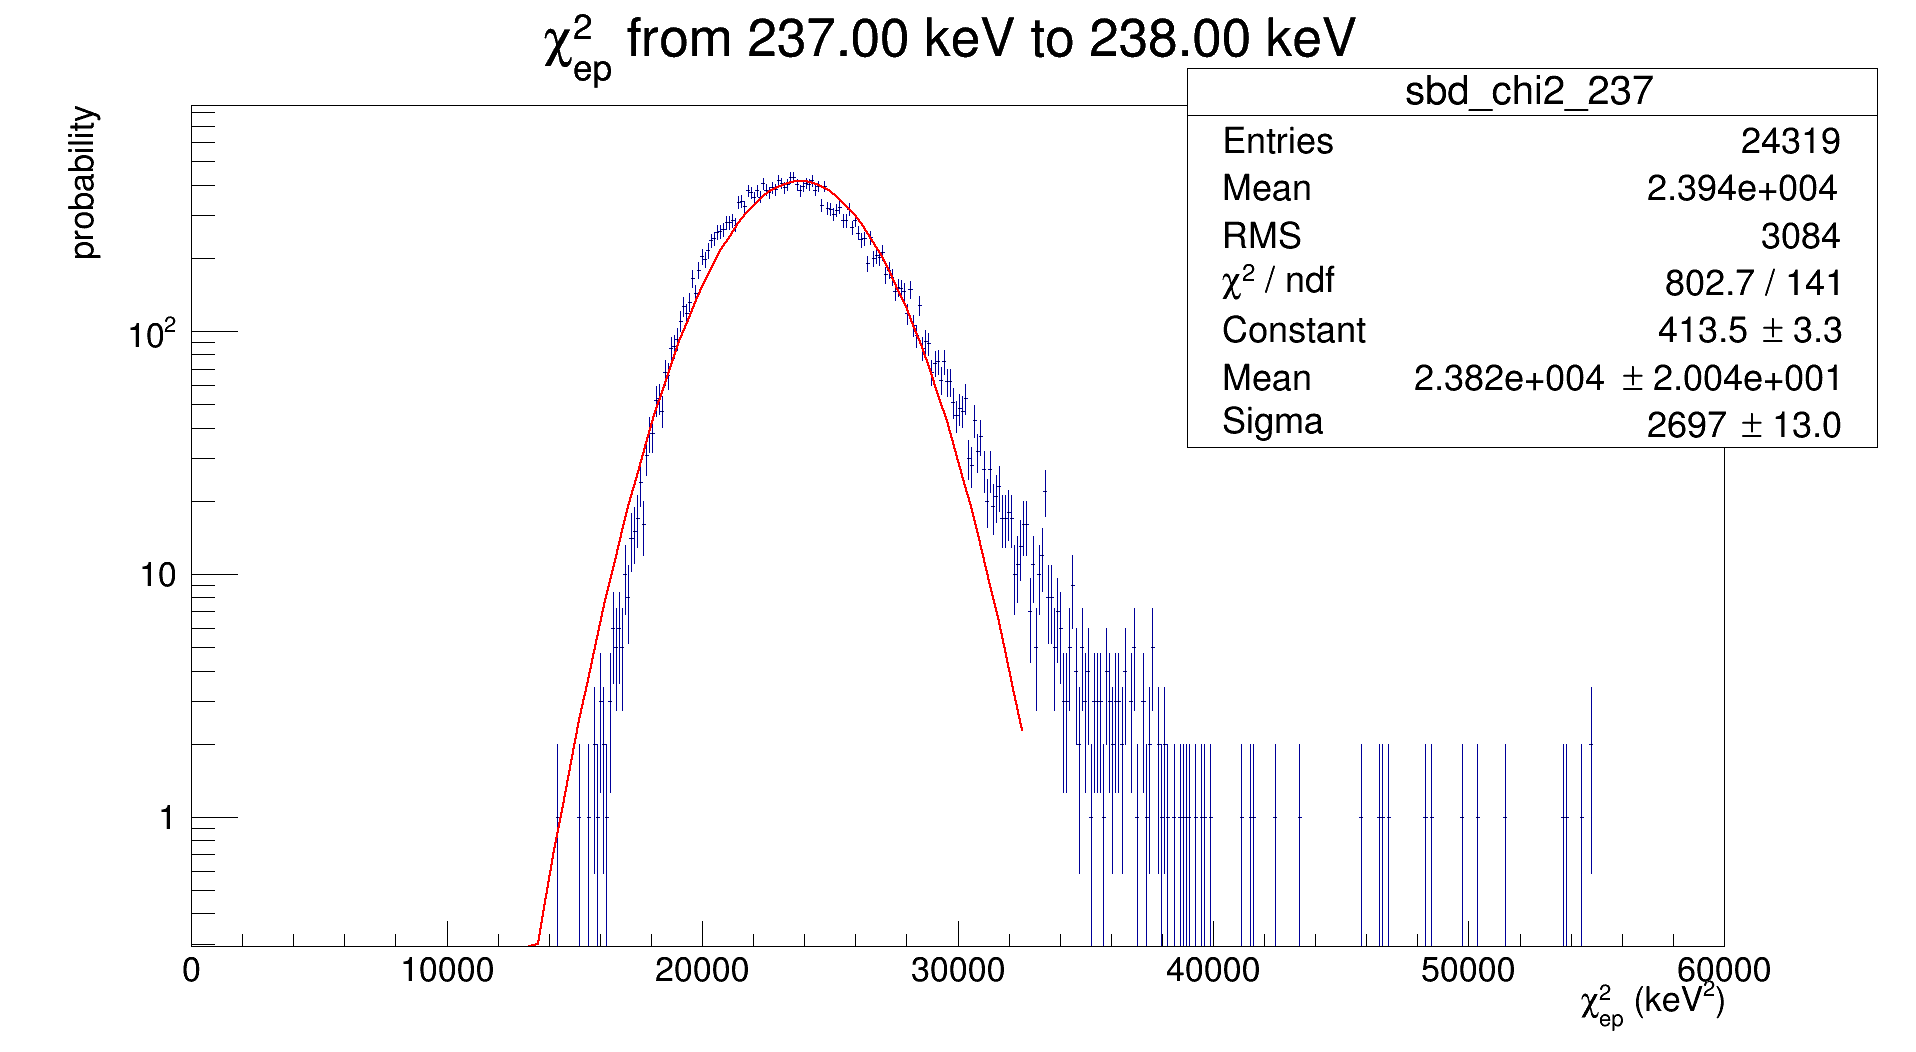 χ²ep from 237.00 keV to 238.00 keV
probability
sbd_chi2_237
Entries 24319
Mean 2.394e+004
RMS 3084
χ² / ndf 802.7 / 141
Constant 413.5 ± 3.3
Mean 2.382e+004 ± 2.004e+001
Sigma 2697 ± 13.0
10²
10
1
0 10000 20000 30000 40000 50000 60000
χ²ep (keV²)